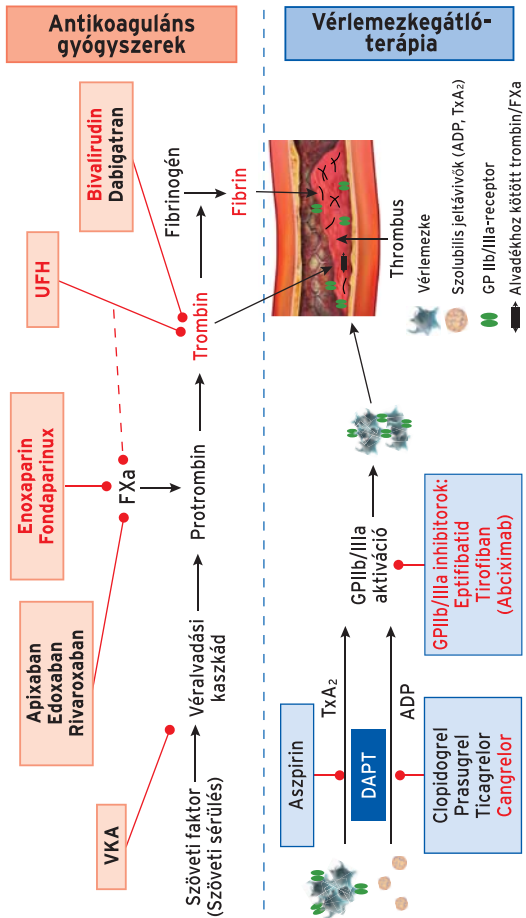 Antikoaguláns
gyógyszerek
VKA
Apixaban
Edoxaban
Rivaroxaban
Enoxaparin
Fondaparinux
UFH
Bivalirudin
Dabigatran
Szöveti faktor
(Szöveti sérülés)
Véralvadási
kaszkád
Protrombin
FXa
Trombin
Fibrinogén
Fibrin
Vérlemezkegátló-
terápia
Aszpirin
TxA2
DAPT
ADP
Clopidogrel
Prasugrel
Ticagrelor
Cangrelor
GPIIb/IIIa
aktiváció
GPIIb/IIIa inhibitorok:
Eptifibatid
Tirofiban
(Abciximab)
Thrombus
Vérlemezke
Szolubilis jeltávivők (ADP, TxA2)
GP IIb/IIIa-receptor
Alvadékhoz kötött trombin/FXa